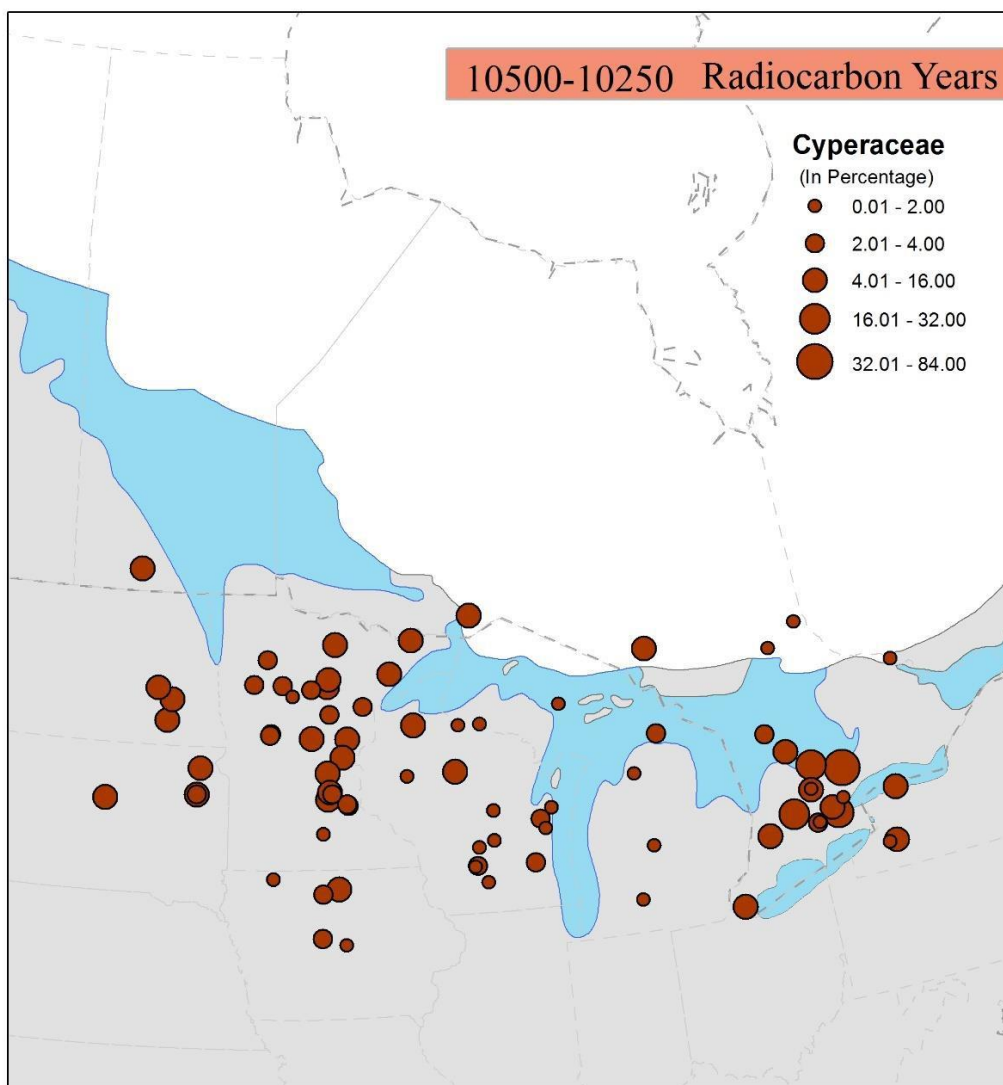 10500-10250 Radiocarbon Years
Cyperaceae
(In Percentage)
0.01 - 2.00
2.01 - 4.00
4.01 - 16.00
16.01 - 32.00
32.01 - 84.00